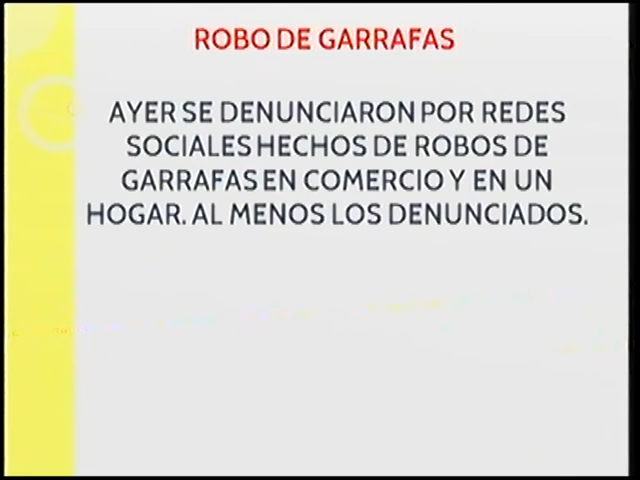 ROBO DE GARRAFAS
AYER SE DENUNCIARON POR REDES
SOCIALES HECHOS DE ROBOS DE
GARRAFAS EN COMERCIO Y EN UN
HOGAR. AL MENOS LOS DENUNCIADOS.